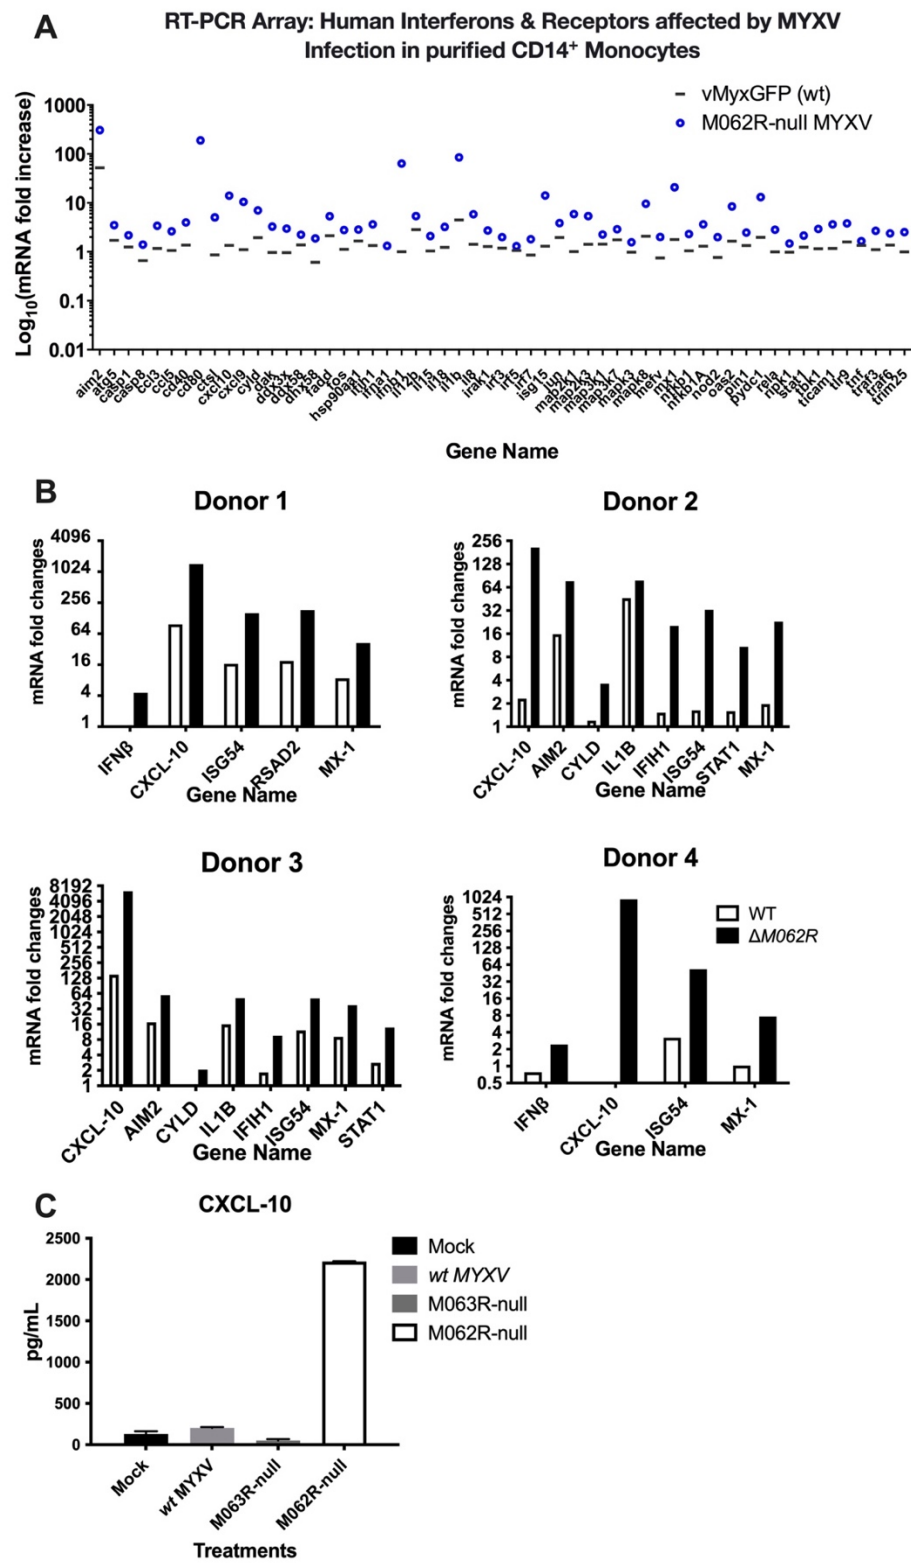 A
RT-PCR Array: Human Interferons & Receptors affected by MYXV
Infection in purified CD14⁺ Monocytes
vMyxGFP (wt)
M062R-null MYXV
Log₁₀(mRNA fold increase)
1000
100
10
1
0.1
0.01
aim2
atg5
casp1
casp8
ccl3
ccl5
cd40
cd80
ctsl
cxcl10
cxcl9
cyld
dak
ddx3x
ddx58
dhx58
fadd
fos
hsp90aa1
ifih1
ifna1
ifnb1
il12b
il15
il18
il1b
il8
irak1
irf3
irf5
irf7
isg15
jun
map2k1
map2k3
map3k1
map3k7
mapk3
mapk8
mefv
mx1
nfkb1
nfkb1A
nod2
oas2
pin1
pydc1
rela
ripk1
stat1
tbk1
ticam1
tlr9
tnf
traf3
traf6
trim25
Gene Name
B
Donor 1
mRNA fold changes
4096
1024
256
64
16
4
1
IFNβ
CXCL-10
ISG54
RSAD2
MX-1
Gene Name
Donor 2
mRNA fold changes
256
128
64
32
16
8
4
2
1
CXCL-10
AIM2
CYLD
IL1B
IFIH1
ISG54
STAT1
MX-1
Gene Name
Donor 3
mRNA fold changes
8192
4096
2048
1024
512
256
128
64
32
16
8
4
2
1
CXCL-10
AIM2
CYLD
IL1B
IFIH1
ISG54
MX-1
STAT1
Gene Name
Donor 4
mRNA fold changes
1024
512
256
128
64
32
16
8
4
2
1
0.5
WT
ΔM062R
IFNβ
CXCL-10
ISG54
MX-1
Gene Name
C
CXCL-10
pg/mL
2500
2000
1500
1000
500
0
Mock
wt MYXV
M063R-null
M062R-null
Mock
wt MYXV
M063R-null
M062R-null
Treatments